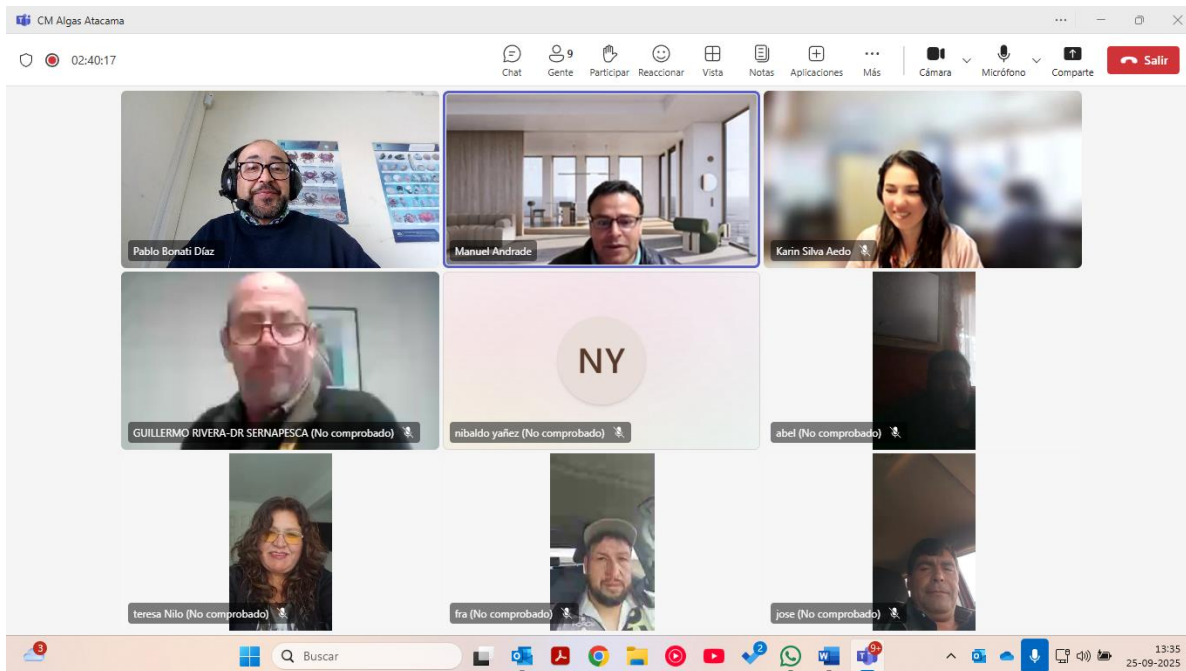 CM Algas Atacama
02:40:17
Chat
9
Gente
Participar
Reaccionar
Vista
Notas
Aplicaciones
Más
Cámara
Micrófono
Comparte
Salir
Pablo Bonati Díaz
Manuel Andrade
Karin Silva Aedo
GUILLERMO RIVERA-DR SERNAPESCA (No comprobado)
NY
nibaldo yañez (No comprobado)
abel (No comprobado)
teresa Nilo (No comprobado)
fra (No comprobado)
jose (No comprobado)
3
Buscar
2
9+
13:35
25-09-2025